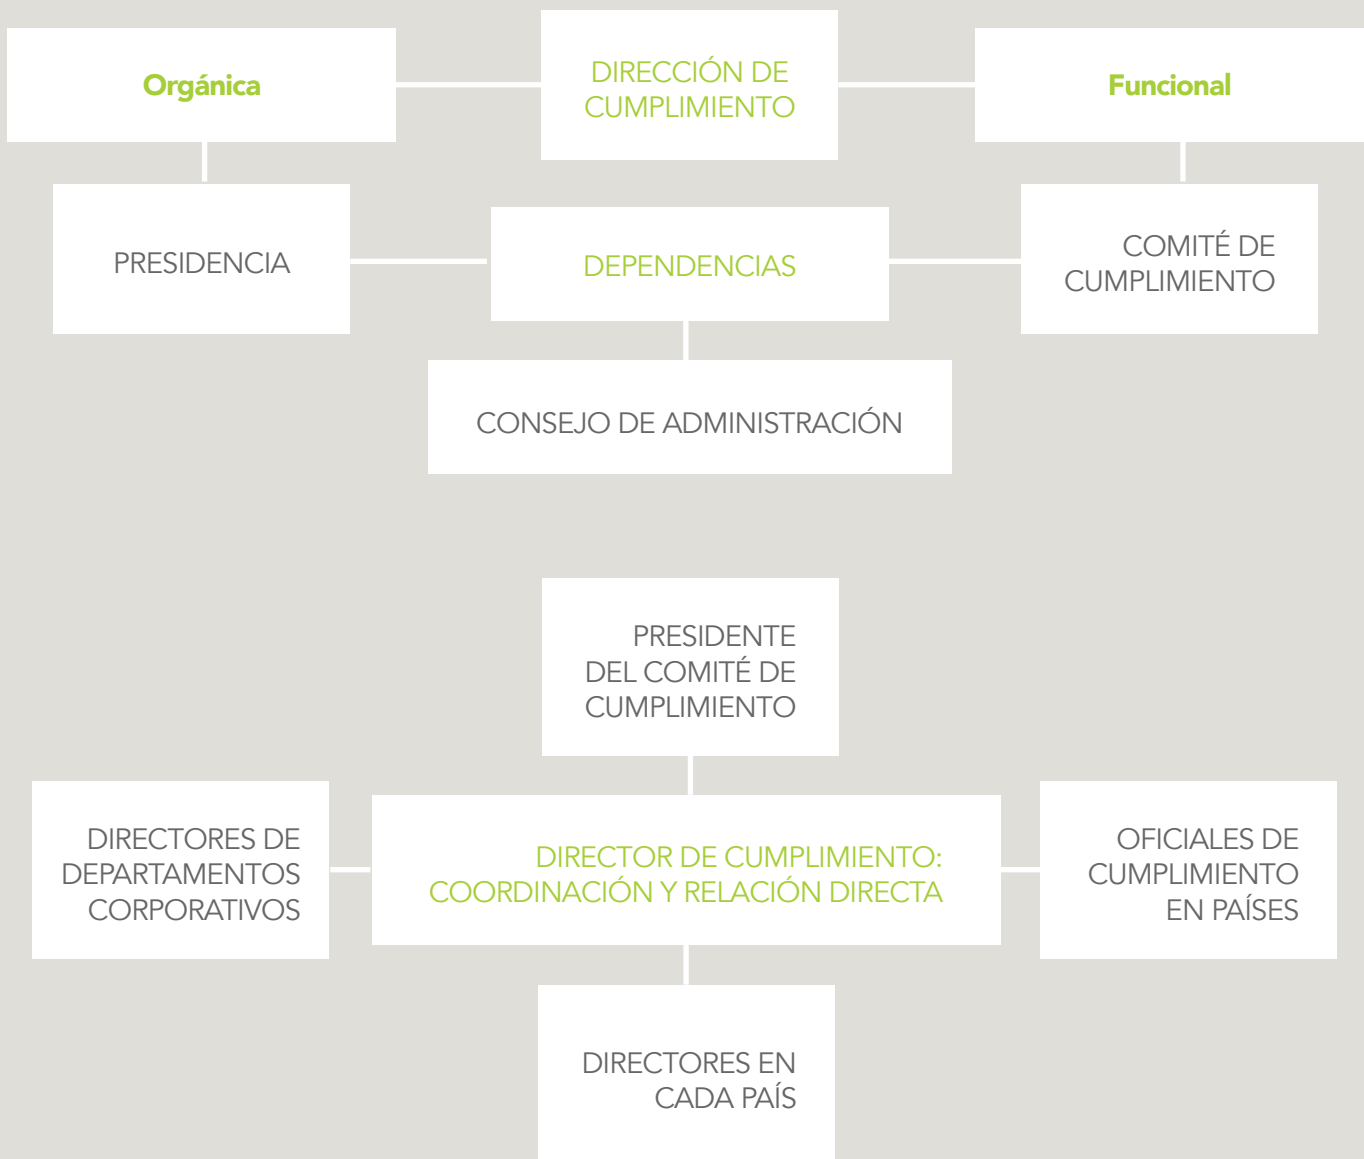 Orgánica
DIRECCIÓN DE
CUMPLIMIENTO
Funcional
PRESIDENCIA
DEPENDENCIAS
COMITÉ DE
CUMPLIMIENTO
CONSEJO DE ADMINISTRACIÓN
PRESIDENTE
DEL COMITÉ DE
CUMPLIMIENTO
DIRECTORES DE
DEPARTAMENTOS
CORPORATIVOS
DIRECTOR DE CUMPLIMIENTO:
COORDINACIÓN Y RELACIÓN DIRECTA
OFICIALES DE
CUMPLIMIENTO
EN PAÍSES
DIRECTORES EN
CADA PAÍS